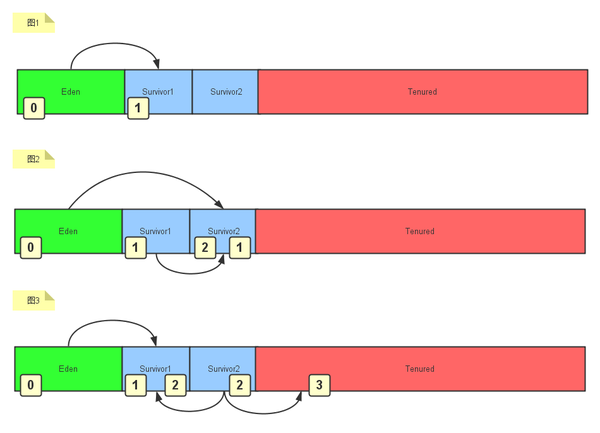 图1
Eden Survivor1 Survivor2 Tenured
0 1
图2
Eden Survivor1 Survivor2 Tenured
0 1 2 1
图3
Eden Survivor1 Survivor2 Tenured
0 1 2 2 3